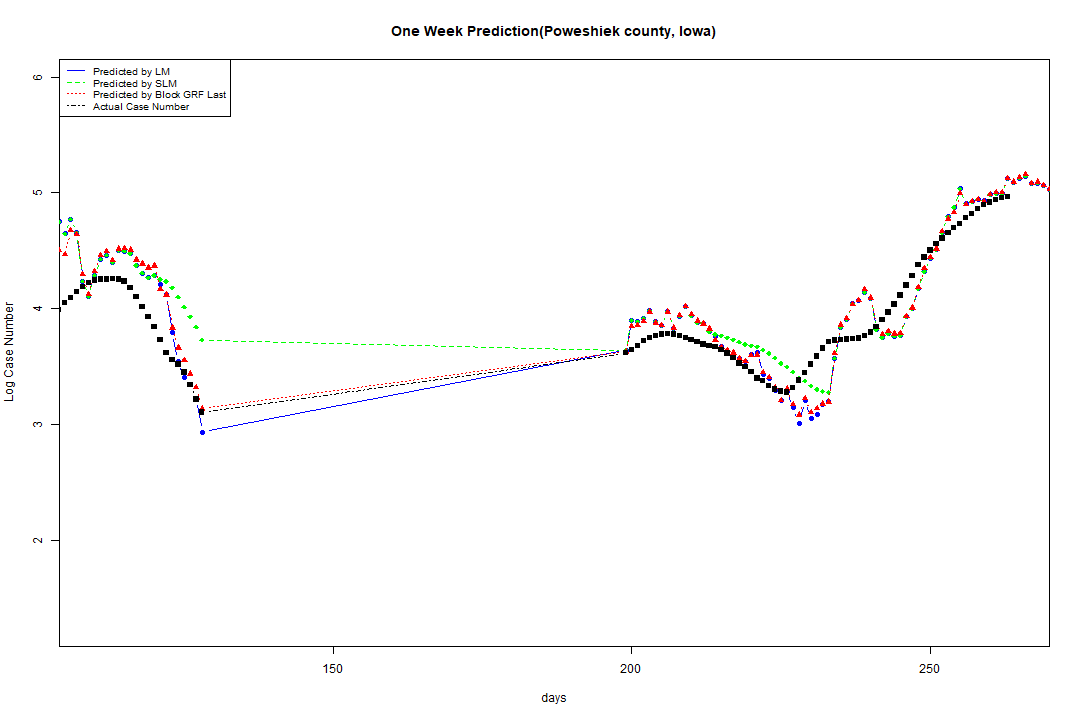 One Week Prediction(Poweshiek county, Iowa)
Predicted by LM
Predicted by SLM
Predicted by Block GRF Last
Actual Case Number
6
5
4
3
2
Log Case Number
150
200
250
days